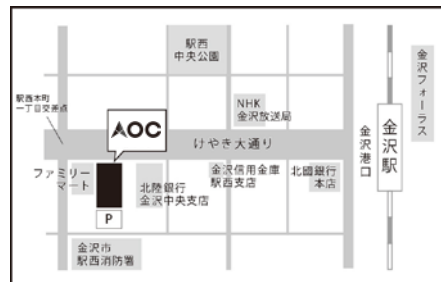 駅西
中央公園
金沢フォーラス
駅西本町
一丁目交差点
AOC
NHK
金沢放送局
けやき大通り
金沢港口
金沢駅
ファミリー
マート
P
北陸銀行
金沢中央支店
金沢信用金庫
駅西支店
北國銀行
本店
金沢市
駅西消防署